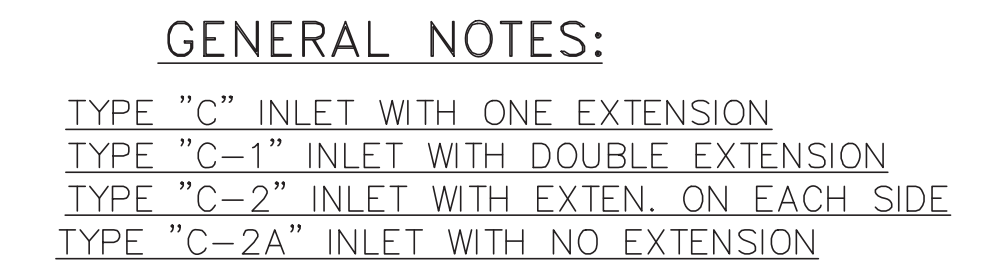 GENERAL NOTES:
TYPE "C" INLET WITH ONE EXTENSION
TYPE "C-1" INLET WITH DOUBLE EXTENSION
TYPE "C-2" INLET WITH EXTEN. ON EACH SIDE
TYPE "C-2A" INLET WITH NO EXTENSION